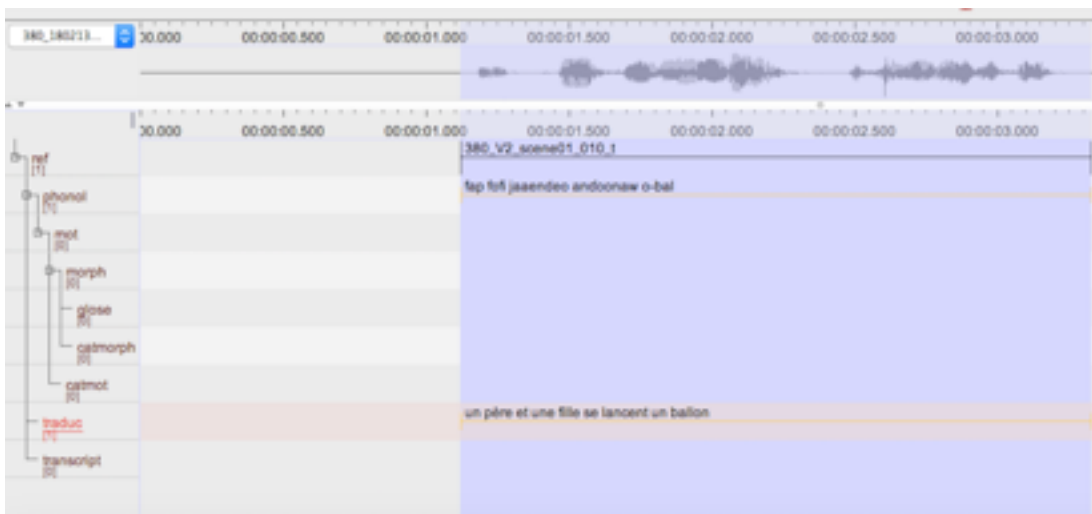 380_180213...
00.000 00:00:00.500 00:00:01.000 00:00:01.500 00:00:02.000 00:00:02.500 00:00:03.000
00.000 00:00:00.500 00:00:01.000 00:00:01.500 00:00:02.000 00:00:02.500 00:00:03.000
380_V2_scene01_010_t
ref
[1]
fap fofi jaaendeo andoonaw o-bal
phonol
[1]
mot
[0]
morph
[0]
glose
[0]
catmorph
[0]
catmot
[0]
un père et une fille se lancent un ballon
traduc
[1]
transcript
[0]